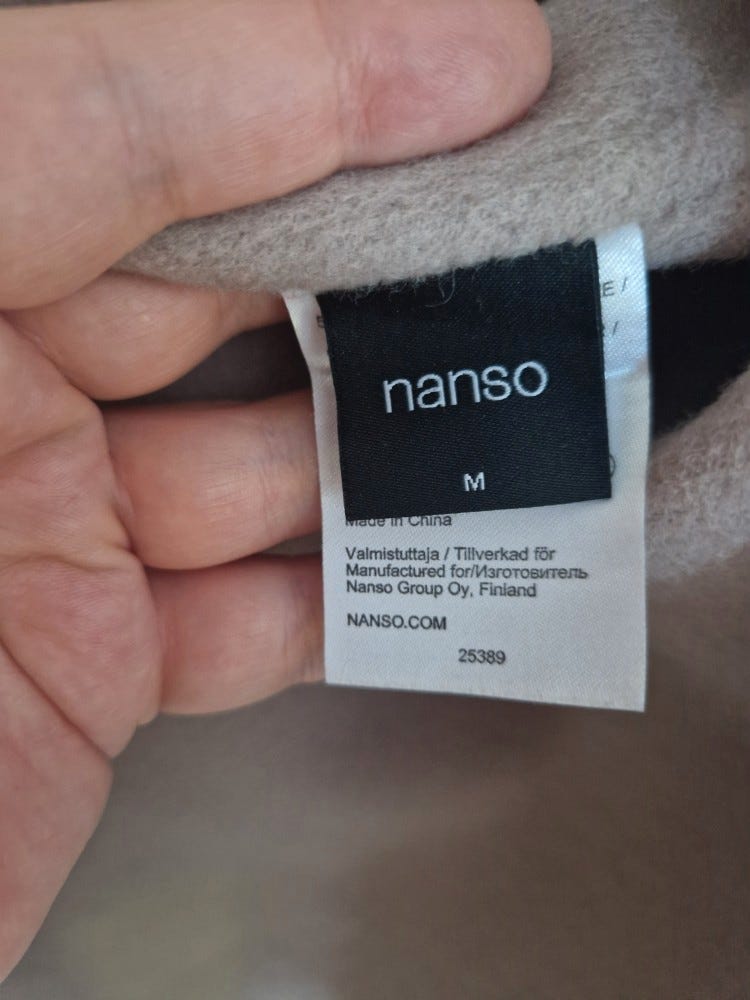 E /
/
nanso
M
Made in China
Valmistuttaja / Tillverkad för
Manufactured for/Изготовитель
Nanso Group Oy, Finland
NANSO.COM
25389